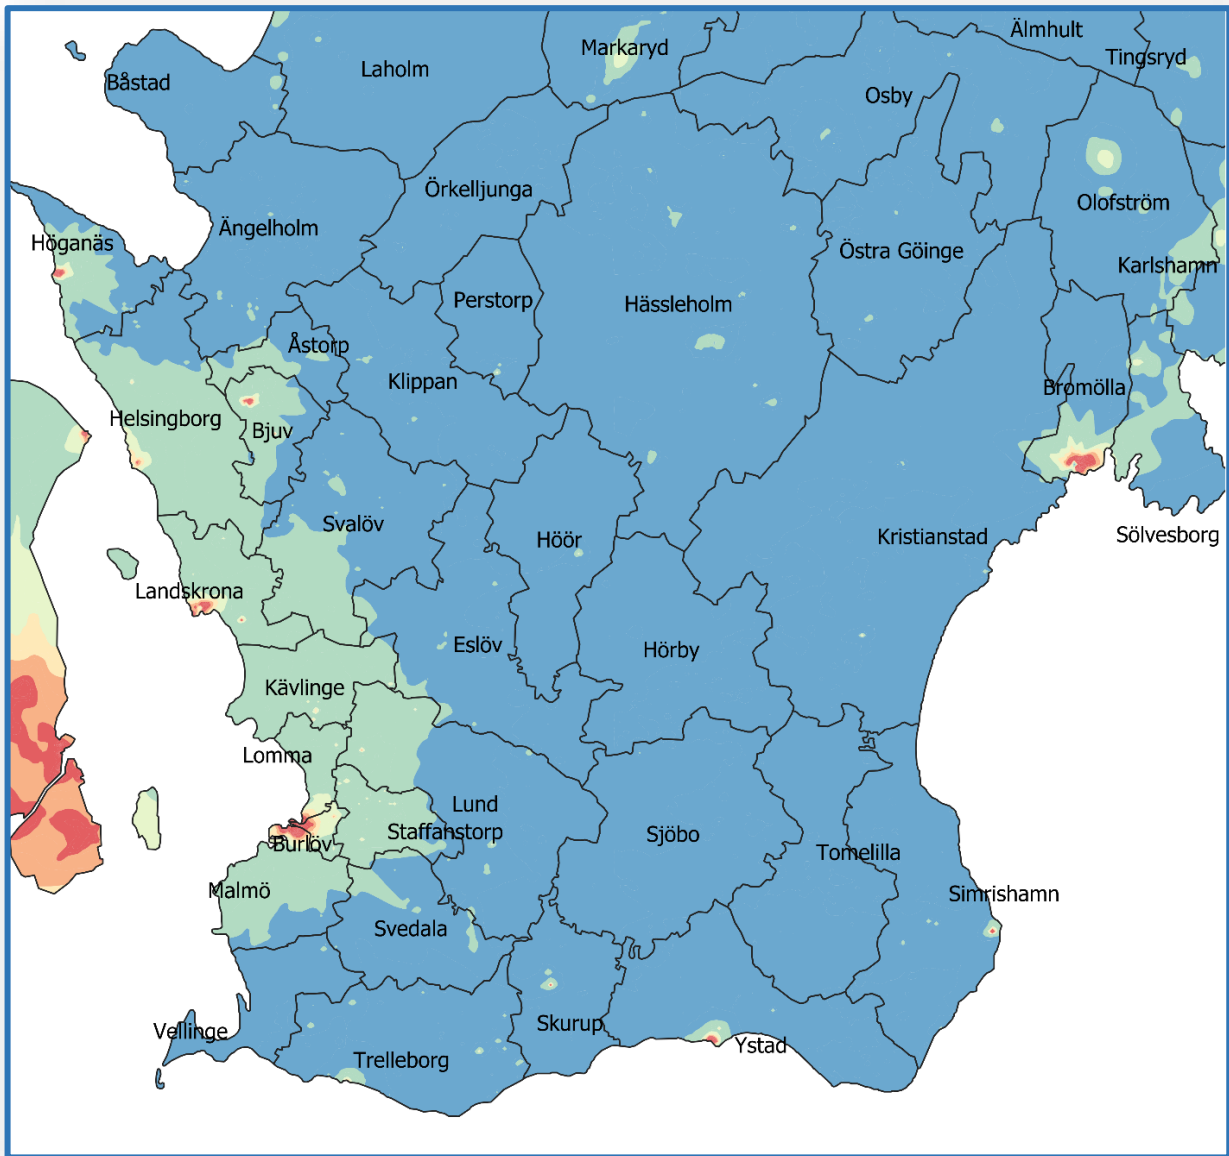 Älmhult
Markaryd
Tingsryd
Laholm
Båstad
Osby
Örkelljunga
Olofström
Ängelholm
Höganäs
Östra Göinge
Karlshamn
Perstorp
Hässleholm
Åstorp
Klippan
Bromölla
Helsingborg
Bjuv
Svalöv
Kristianstad
Sölvesborg
Höör
Landskrona
Eslöv
Hörby
Kävlinge
Lomma
Lund
Staffanstorp
Sjöbo
Burlöv
Tomelilla
Malmö
Simrishamn
Svedala
Skurup
Vellinge
Ystad
Trelleborg